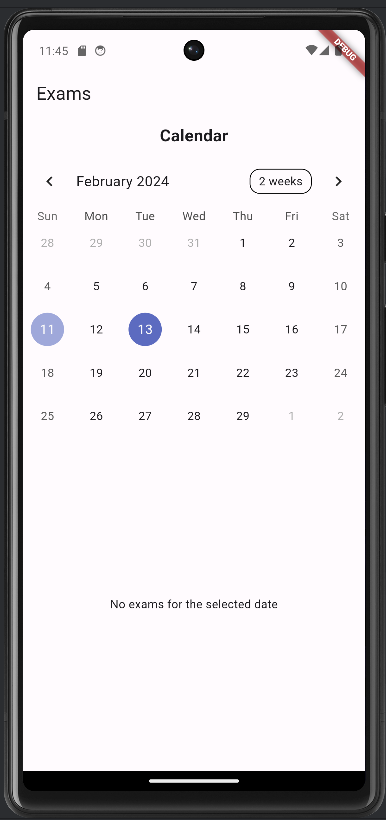 11:45
DEBUG
Exams
Calendar
February 2024 2 weeks
Sun Mon Tue Wed Thu Fri Sat
28 29 30 31 1 2 3
4 5 6 7 8 9 10
11 12 13 14 15 16 17
18 19 20 21 22 23 24
25 26 27 28 29 1 2
No exams for the selected date